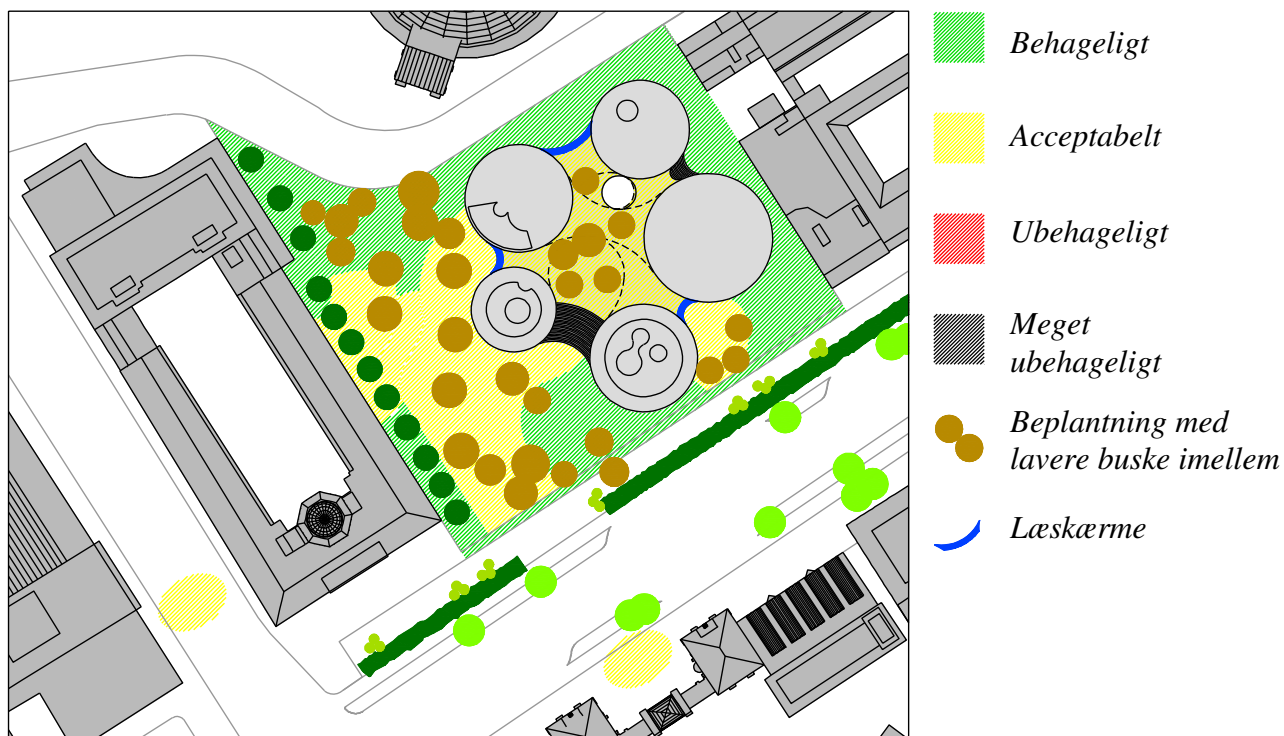 Behageligt
Acceptabelt
Ubehageligt
Meget
ubehageligt
Beplantning med
lavere buske imellem
Læskærme